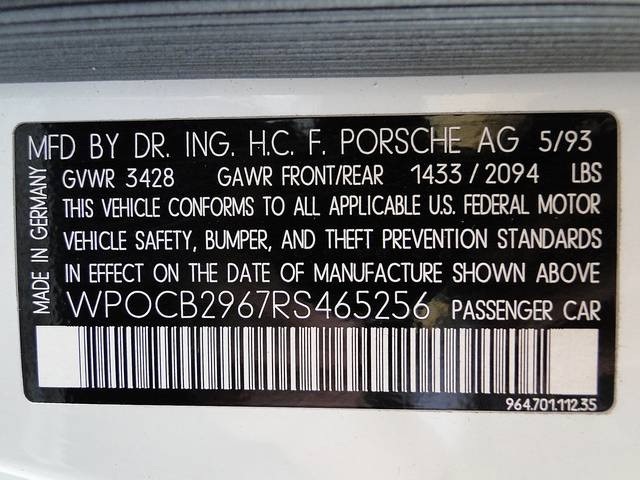 MFD BY DR. ING. H.C. F. PORSCHE AG 5/93
GVWR 3428 GAWR FRONT/REAR 1433/2094 LBS
THIS VEHICLE CONFORMS TO ALL APPLICABLE U.S. FEDERAL MOTOR
VEHICLE SAFETY, BUMPER, AND THEFT PREVENTION STANDARDS
IN EFFECT ON THE DATE OF MANUFACTURE SHOWN ABOVE
WPOCB2967RS465256 PASSENGER CAR
MADE IN GERMANY
964.701.112.35